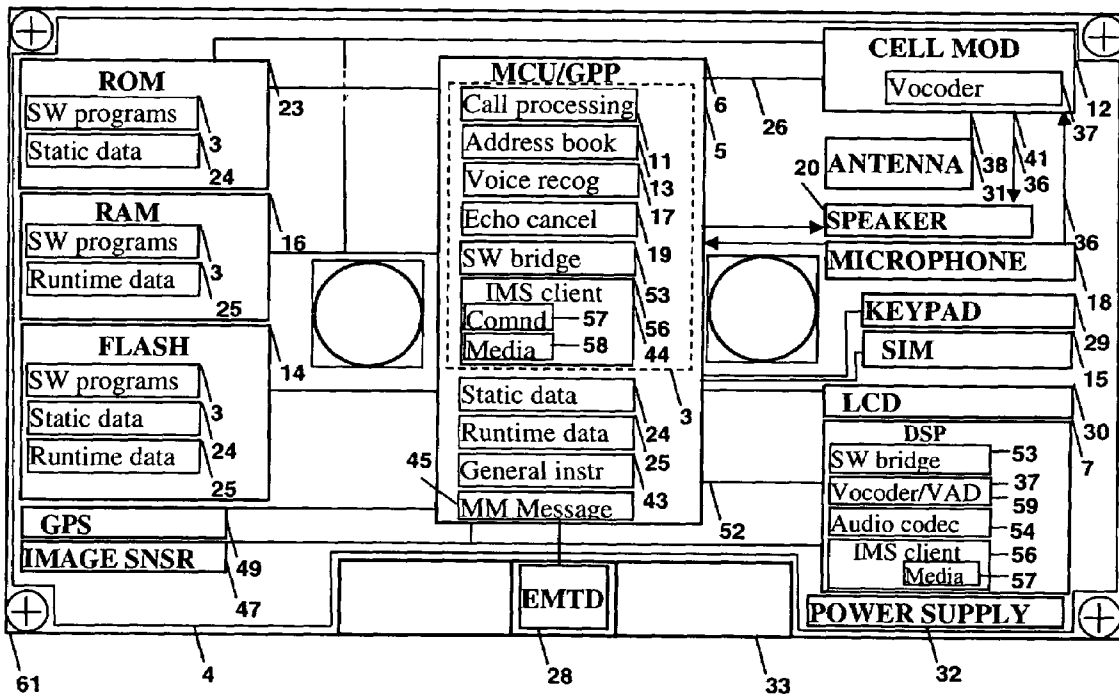 ROM
SW programs
3
Static data
24
23
RAM
SW programs
3
Runtime data
25
16
FLASH
SW programs
3
Static data
24
Runtime data
25
14
GPS
49
IMAGE SNSR
47
MCU/GPP
Call processing
11
Address book
13
Voice recog
17
Echo cancel
19
SW bridge
53
IMS client
56
Comnd
57
44
Media
58
3
Static data
24
Runtime data
25
General instr
43
45
MM Message
6
5
26
52
CELL MOD
Vocoder
12
37
ANTENNA
38
31
41
36
20
SPEAKER
36
MICROPHONE
18
KEYPAD
29
SIM
15
LCD
30
DSP
7
SW bridge
53
Vocoder/VAD
37
59
Audio codec
54
IMS client
56
Media
57
POWER SUPPLY
EMTD
61
4
28
33
32